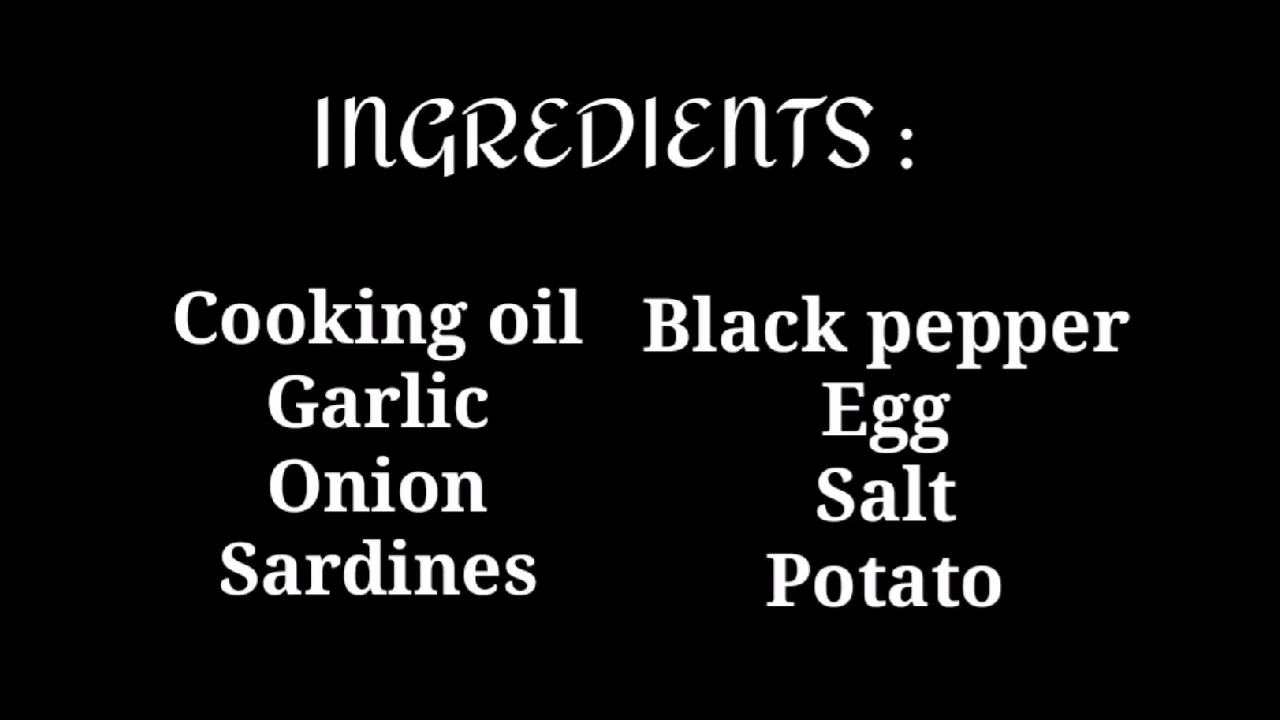 INGREDIENTS :
Cooking oil
Garlic
Onion
Sardines
Black pepper
Egg
Salt
Potato